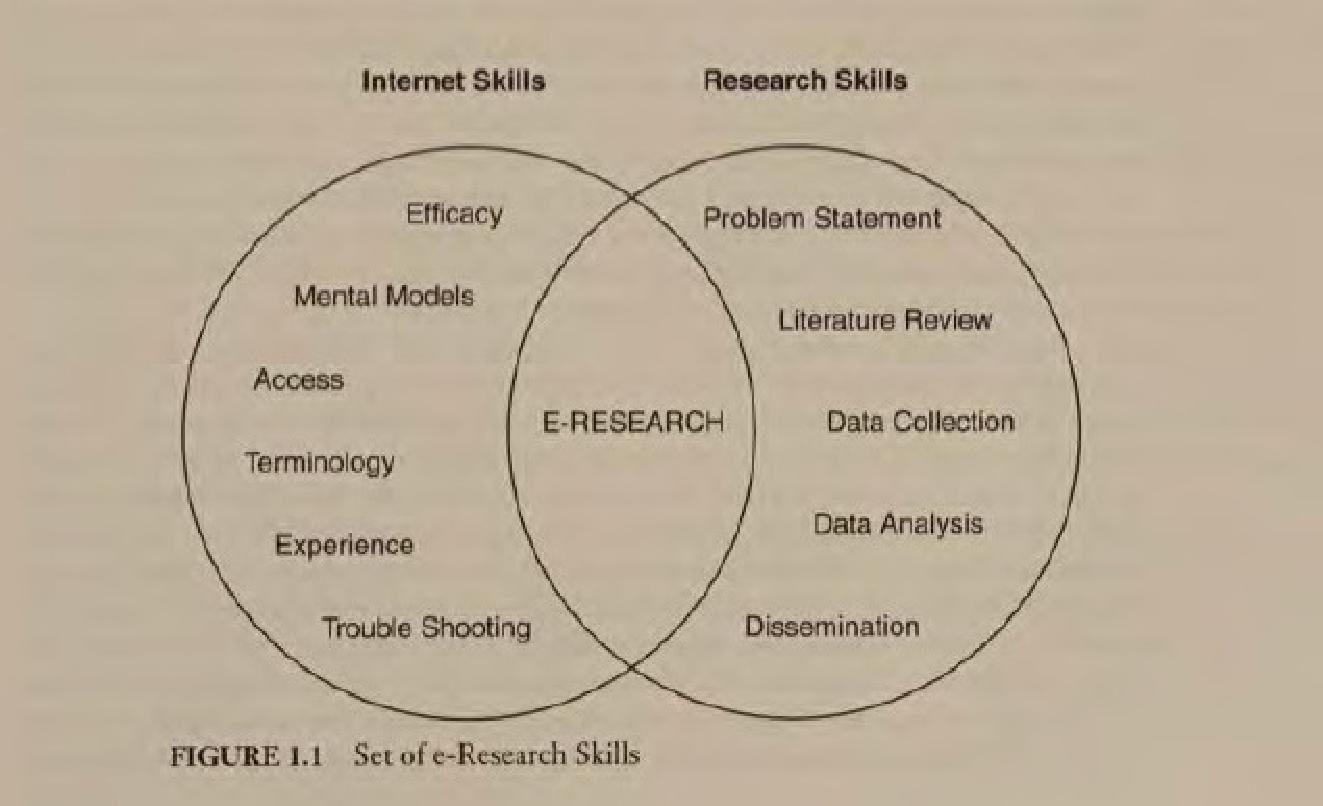 Internet Skills
Research Skills
Efficacy
Mental Models
Access
Terminology
Experience
Trouble Shooting
E-RESEARCH
Problem Statement
Literature Review
Data Collection
Data Analysis
Dissemination
FIGURE 1.1 Set of e-Research Skills